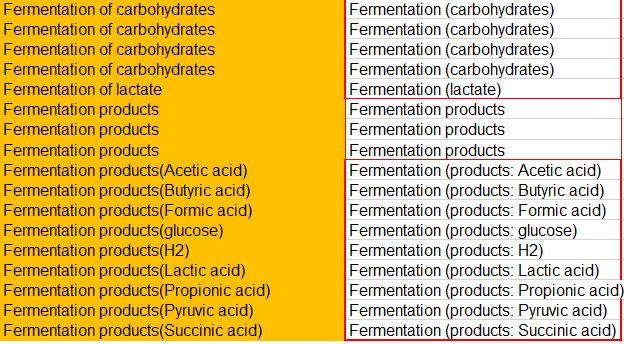 Fermentation of carbohydrates Fermentation (carbohydrates)
Fermentation of carbohydrates Fermentation (carbohydrates)
Fermentation of carbohydrates Fermentation (carbohydrates)
Fermentation of carbohydrates Fermentation (carbohydrates)
Fermentation of lactate Fermentation (lactate)
Fermentation products Fermentation products
Fermentation products Fermentation products
Fermentation products Fermentation products
Fermentation products(Acetic acid) Fermentation (products: Acetic acid)
Fermentation products(Butyric acid) Fermentation (products: Butyric acid)
Fermentation products(Formic acid) Fermentation (products: Formic acid)
Fermentation products(glucose) Fermentation (products: glucose)
Fermentation products(H2) Fermentation (products: H2)
Fermentation products(Lactic acid) Fermentation (products: Lactic acid)
Fermentation products(Propionic acid) Fermentation (products: Propionic acid)
Fermentation products(Pyruvic acid) Fermentation (products: Pyruvic acid)
Fermentation products(Succinic acid) Fermentation (products: Succinic acid)